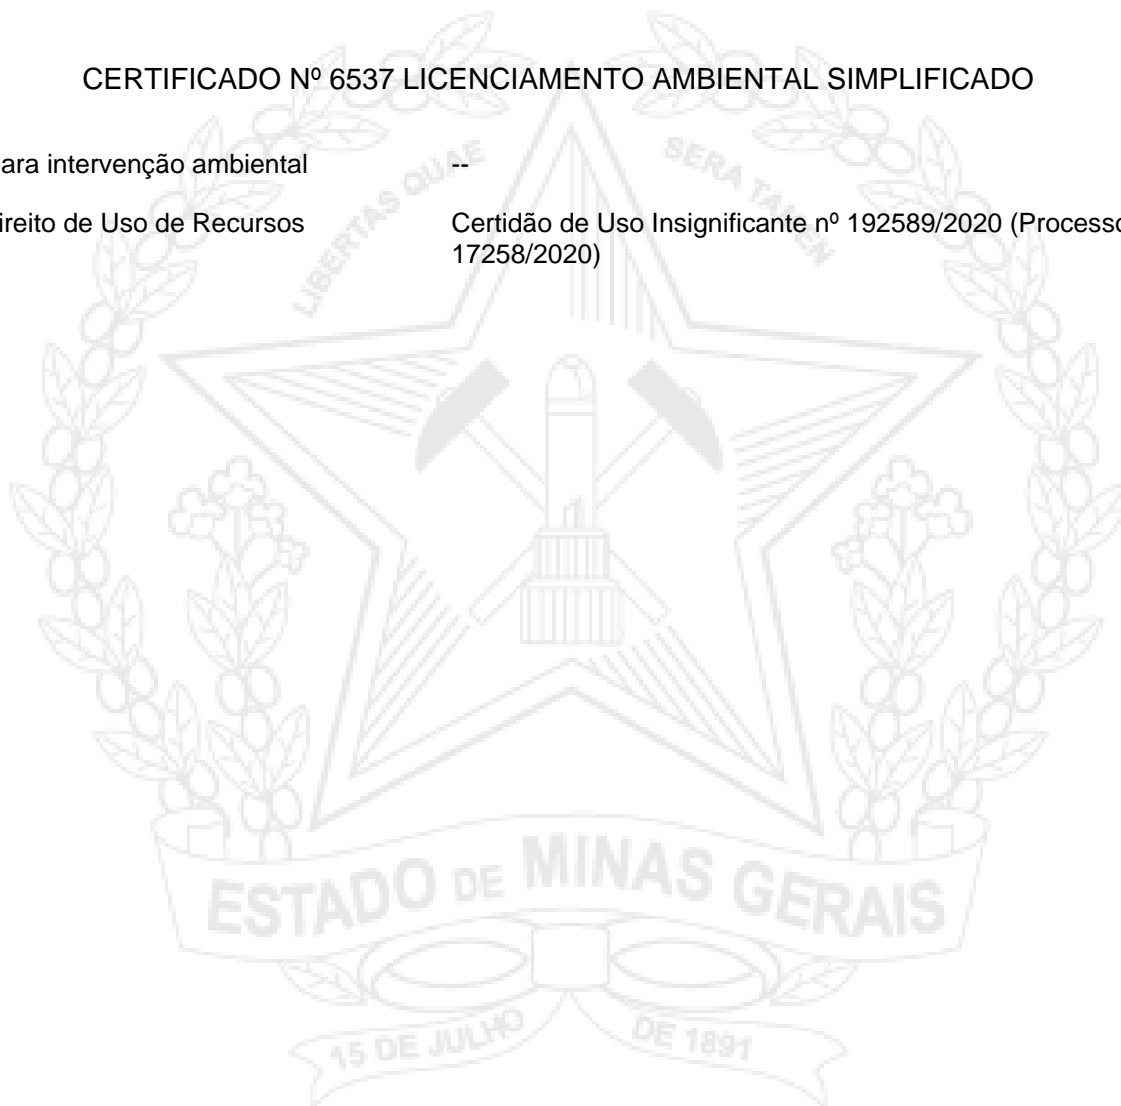 CERTIFICADO Nº 6537 LICENCIAMENTO AMBIENTAL SIMPLIFICADO
ara intervenção ambiental --
ireito de Uso de Recursos Certidão de Uso Insignificante nº 192589/2020 (Processo
17258/2020)
LIBERTAS QUAE SERA TAMEN
ESTADO DE MINAS GERAIS
15 DE JULHO DE 1891